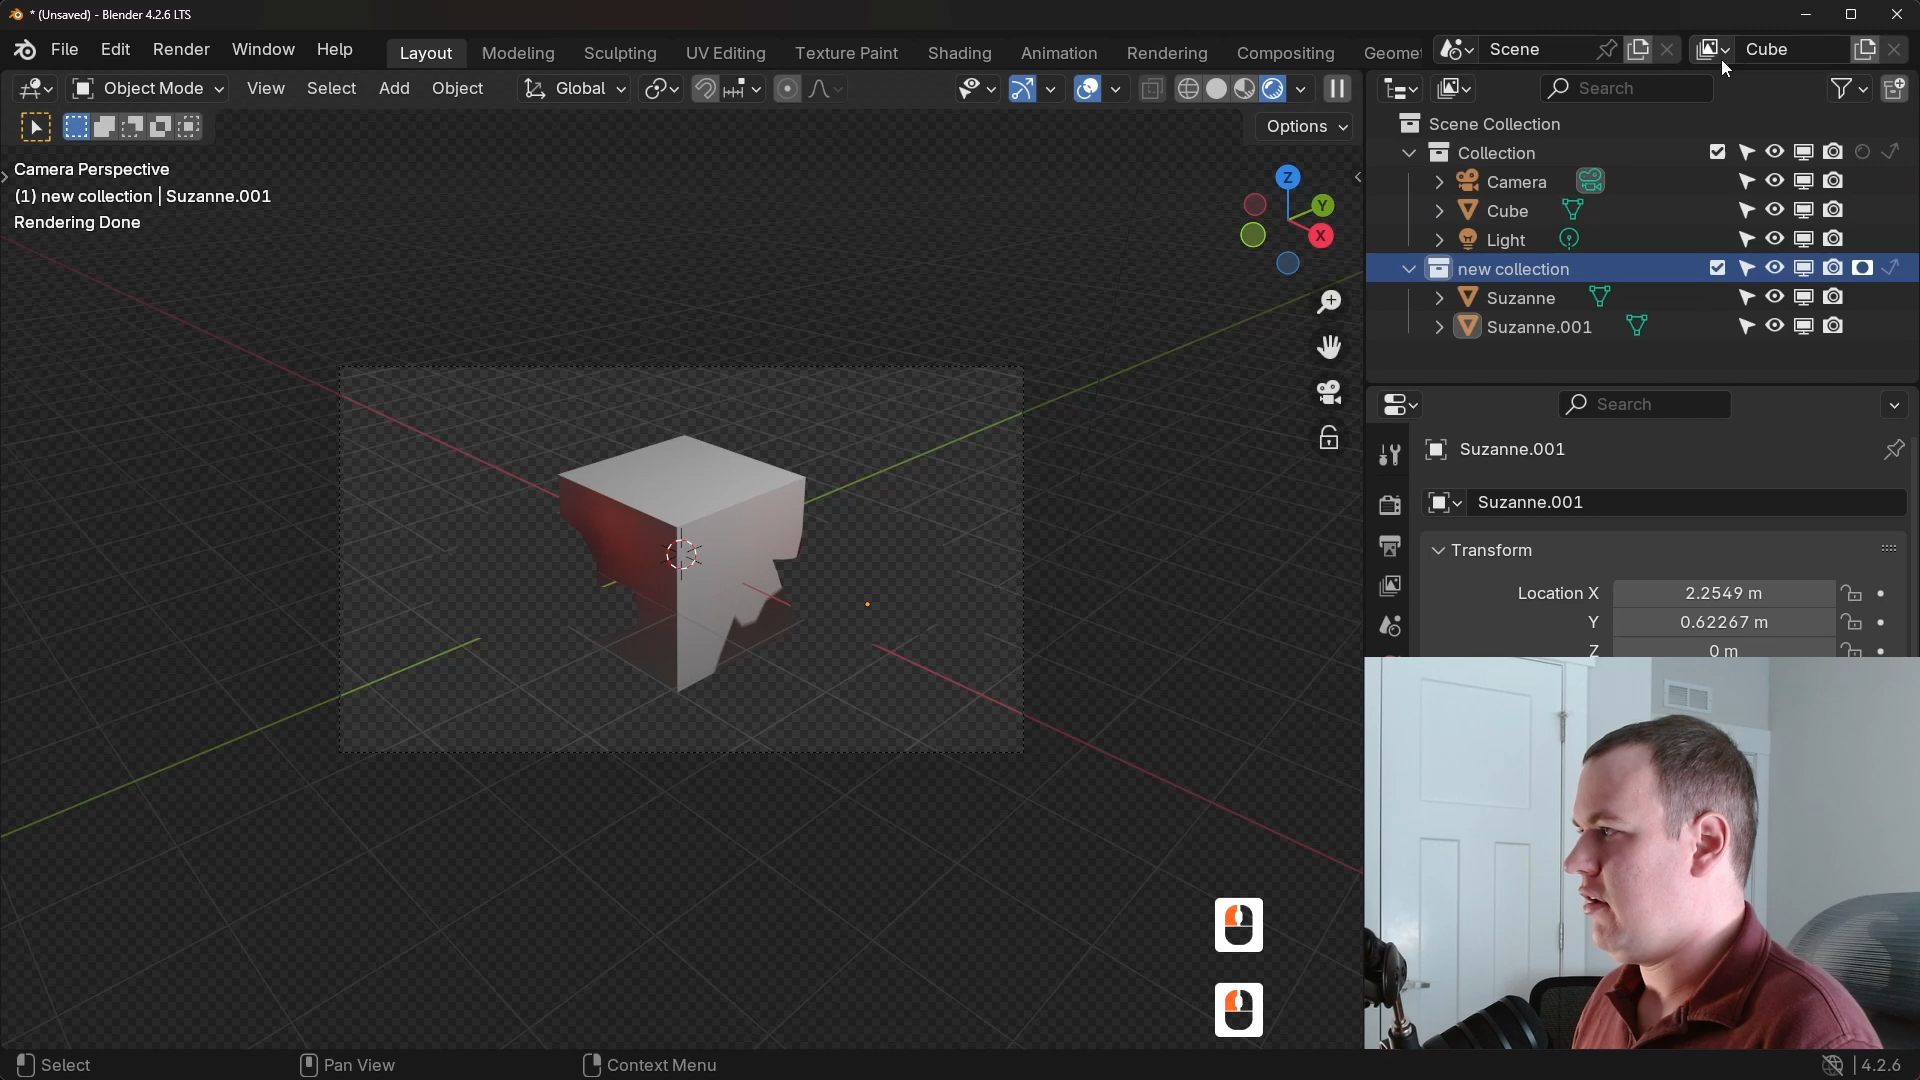 * (Unsaved) - Blender 4.2.6 LTS
File Edit Render Window Help Layout Modeling Sculpting UV Editing Texture Paint Shading Animation Rendering Compositing Geomet Scene Cube
Object Mode View Select Add Object Global Search
Options
Camera Perspective
(1) new collection | Suzanne.001
Rendering Done
Z
Y
X
Scene Collection
Collection
Camera
Cube
Light
new collection
Suzanne
Suzanne.001
Search
Suzanne.001
Suzanne.001
Transform
Location X 2.2549 m
Y 0.62267 m
Z 0 m
Select Pan View Context Menu 4.2.6